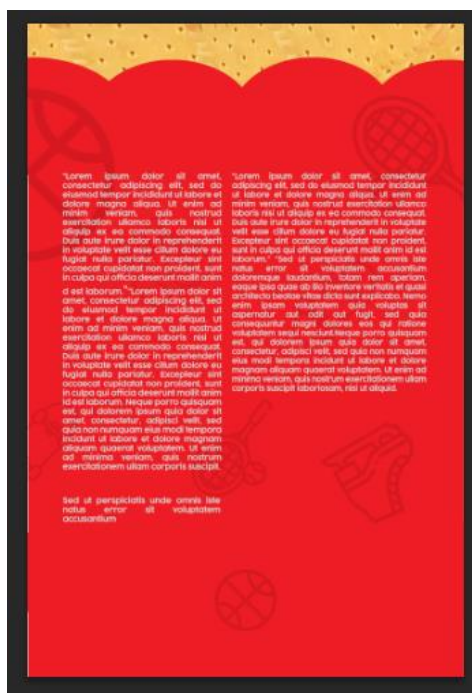 "Lorem ipsum dolor sit amet,
consectetur adipiscing elit, sed do
eiusmod tempor incididunt ut labore et
dolore magna aliqua. Ut enim ad
minim veniam, quis nostrud
exercitation ullamco laboris nisi ut
aliquip ex ea commodo consequat.
Duis aute irure dolor in reprehenderit
in voluptate velit esse cillum dolore eu
fugiat nulla pariatur. Excepteur sint
occaecat cupidatat non proident, sunt
in culpa qui officia deserunt mollit anim
d est laborum."Lorem ipsum dolor sit
amet, consectetur adipiscing elit, sed
do eiusmod tempor incididunt ut
labore et dolore magna aliqua. Ut
enim ad minim veniam, quis nostrud
exercitation ullamco laboris nisi ut
aliquip ex ea commodo consequat.
Duis aute irure dolor in reprehenderit
in voluptate velit esse cillum dolore eu
fugiat nulla pariatur. Excepteur sint
occaecat cupidatat non proident, sunt
in culpa qui officia deserunt mollit anim
id est laborum. Neque porro quisquam
est, qui dolorem ipsum quia dolor sit
amet, consectetur, adipisci velit, sed
quia non numquam eius modi tempora
incidunt ut labore et dolore magnam
aliquam quaerat voluptatem. Ut enim
ad minima veniam, quis nostrum
exercitationem ullam corporis suscipit.
Sed ut perspiciatis unde omnis iste
natus error sit voluptatem
accusantium
"Lorem ipsum dolor sit amet, consectetur
adipiscing elit, sed do eiusmod tempor incididunt
ut labore et dolore magna aliqua. Ut enim ad
minim veniam, quis nostrud exercitation ullamco
laboris nisi ut aliquip ex ea commodo consequat.
Duis aute irure dolor in reprehenderit in voluptate
velit esse cillum dolore eu fugiat nulla pariatur.
Excepteur sint occaecat cupidatat non proident,
sunt in culpa qui officia deserunt mollit anim id est
laborum." "Sed ut perspiciatis unde omnis iste
natus error sit voluptatem accusantium
doloremque laudantium, totam rem aperiam,
eaque ipsa quae ab illo inventore veritatis et quasi
architecto beatae vitae dicta sunt explicabo. Nemo
enim ipsam voluptatem quia voluptas sit
aspernatur aut odit aut fugit, sed quia
consequuntur magni dolores eos qui ratione
voluptatem sequi nesciunt.Neque porro quisquam
est, qui dolorem ipsum quia dolor sit amet,
consectetur, adipisci velit, sed quia non numquam
eius modi tempora incidunt ut labore et dolore
magnam aliquam quaerat voluptatem. Ut enim ad
minima veniam, quis nostrum exercitationem ullam
corporis suscipit laboriosam, nisi ut aliquid.